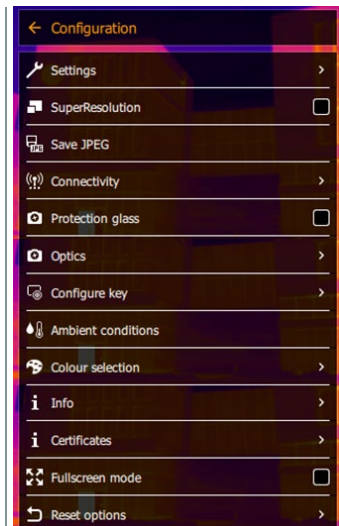 Configuration
Settings
SuperResolution
JPG
Save JPEG
Connectivity
Protection glass
Optics
Configure key
Ambient conditions
Colour selection
Info
Certificates
Fullscreen mode
Reset options